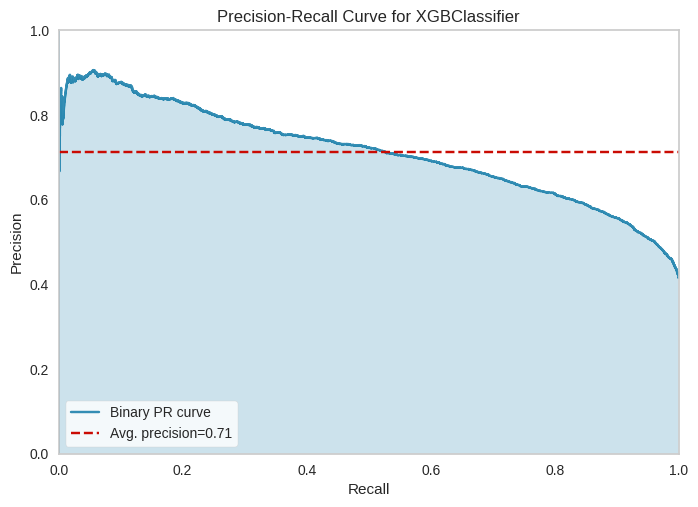 Precision-Recall Curve for XGBClassifier
1.0
0.8
0.6
0.4
0.2
0.0
Precision
Binary PR curve
Avg. precision=0.71
0.0 0.2 0.4 0.6 0.8 1.0
Recall